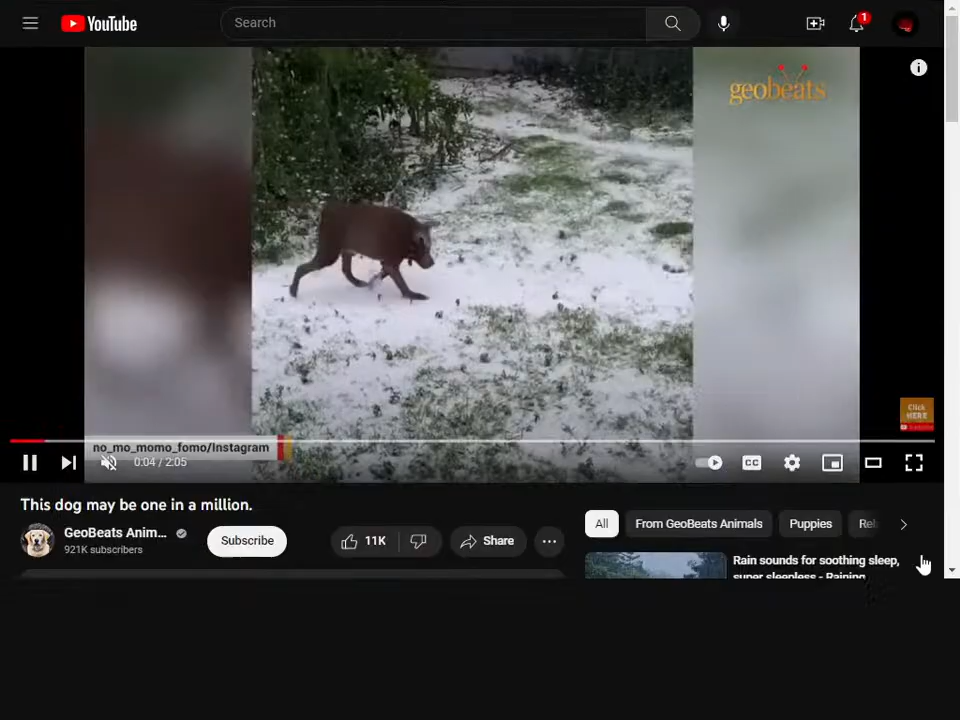 YouTube
Search
1
geobeats
Click
HERE
no_mo_momo_fomo/Instagram
0:04 / 2:05
CC
This dog may be one in a million.
GeoBeats Anim...
921K subscribers
Subscribe
11K
Share
All
From GeoBeats Animals
Puppies
Rel
Rain sounds for soothing sleep,
super sleepless - Raining